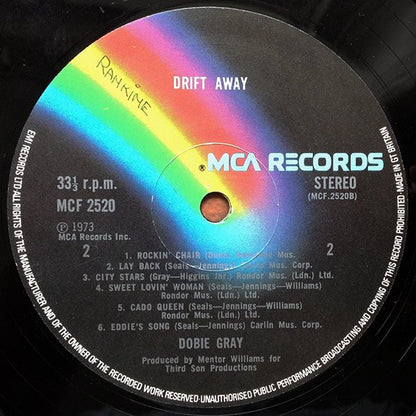 DRIFT AWAY
RANKINE
® MCA RECORDS
33⅓ r.p.m.
MCF 2520
STEREO
(MCF.2520B)
℗ 1973
MCA Records Inc.
2
2
1. ROCKIN' CHAIR Mus.
2. LAY BACK (Seals—Jennings) Mus. Corp.
3. CITY STARS (Gray—Higgins Rondor Mus. (Ldn.) Ltd.
4. SWEET LOVIN' WOMAN (Seals—Jennings—Williams)
Rondor Mus. (Ldn.) Ltd.
5. CADO QUEEN (Seals—Jennings—Williams)
Rondor Mus. (Ldn.) Ltd.
6. EDDIE'S SONG (Seals—Jennings) Carlin Mus. Corp.
DOBIE GRAY
Produced by Mentor Williams for
Third Son Productions
EMI RECORDS LTD·ALL RIGHTS OF THE MANUFACTURER AND OF THE OWNER OF THE RECORDED WORK RESERVED·UNAUTHORISED PUBLIC PERFORMANCE BROADCASTING AND COPYING OF THIS RECORD PROHIBITED·MADE IN GT BRITAIN